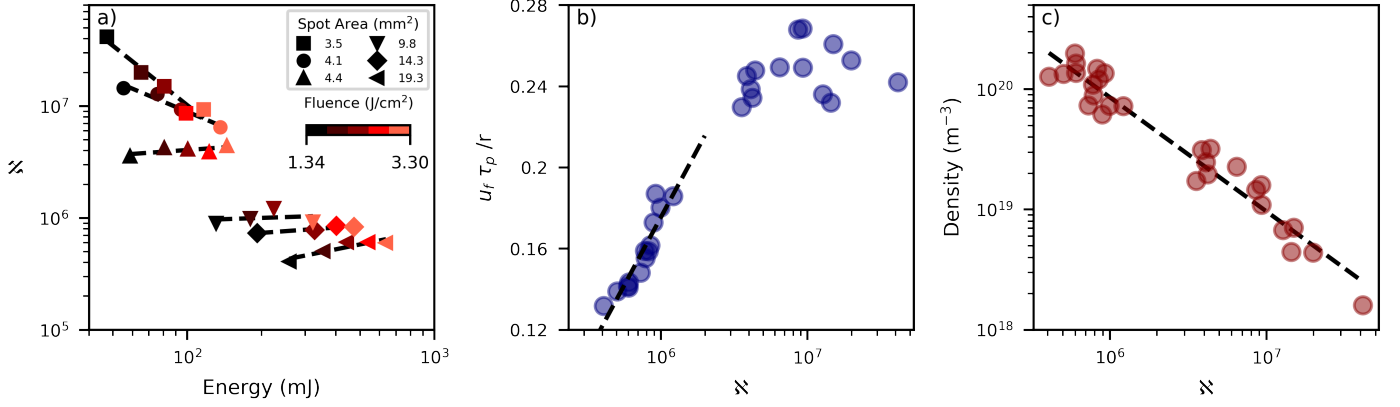 a)
Spot Area (mm²)
3.5 9.8
4.1 14.3
4.4 19.3
Fluence (J/cm²)
1.34 3.30
10⁷
10⁶
10⁵
ℵ
10² 10³
Energy (mJ)
b)
0.28
0.24
0.2
0.16
0.12
u_f τ_p /r
10⁶ 10⁷
ℵ
c)
10²⁰
10¹⁹
10¹⁸
Density (m⁻³)
10⁶ 10⁷
ℵ